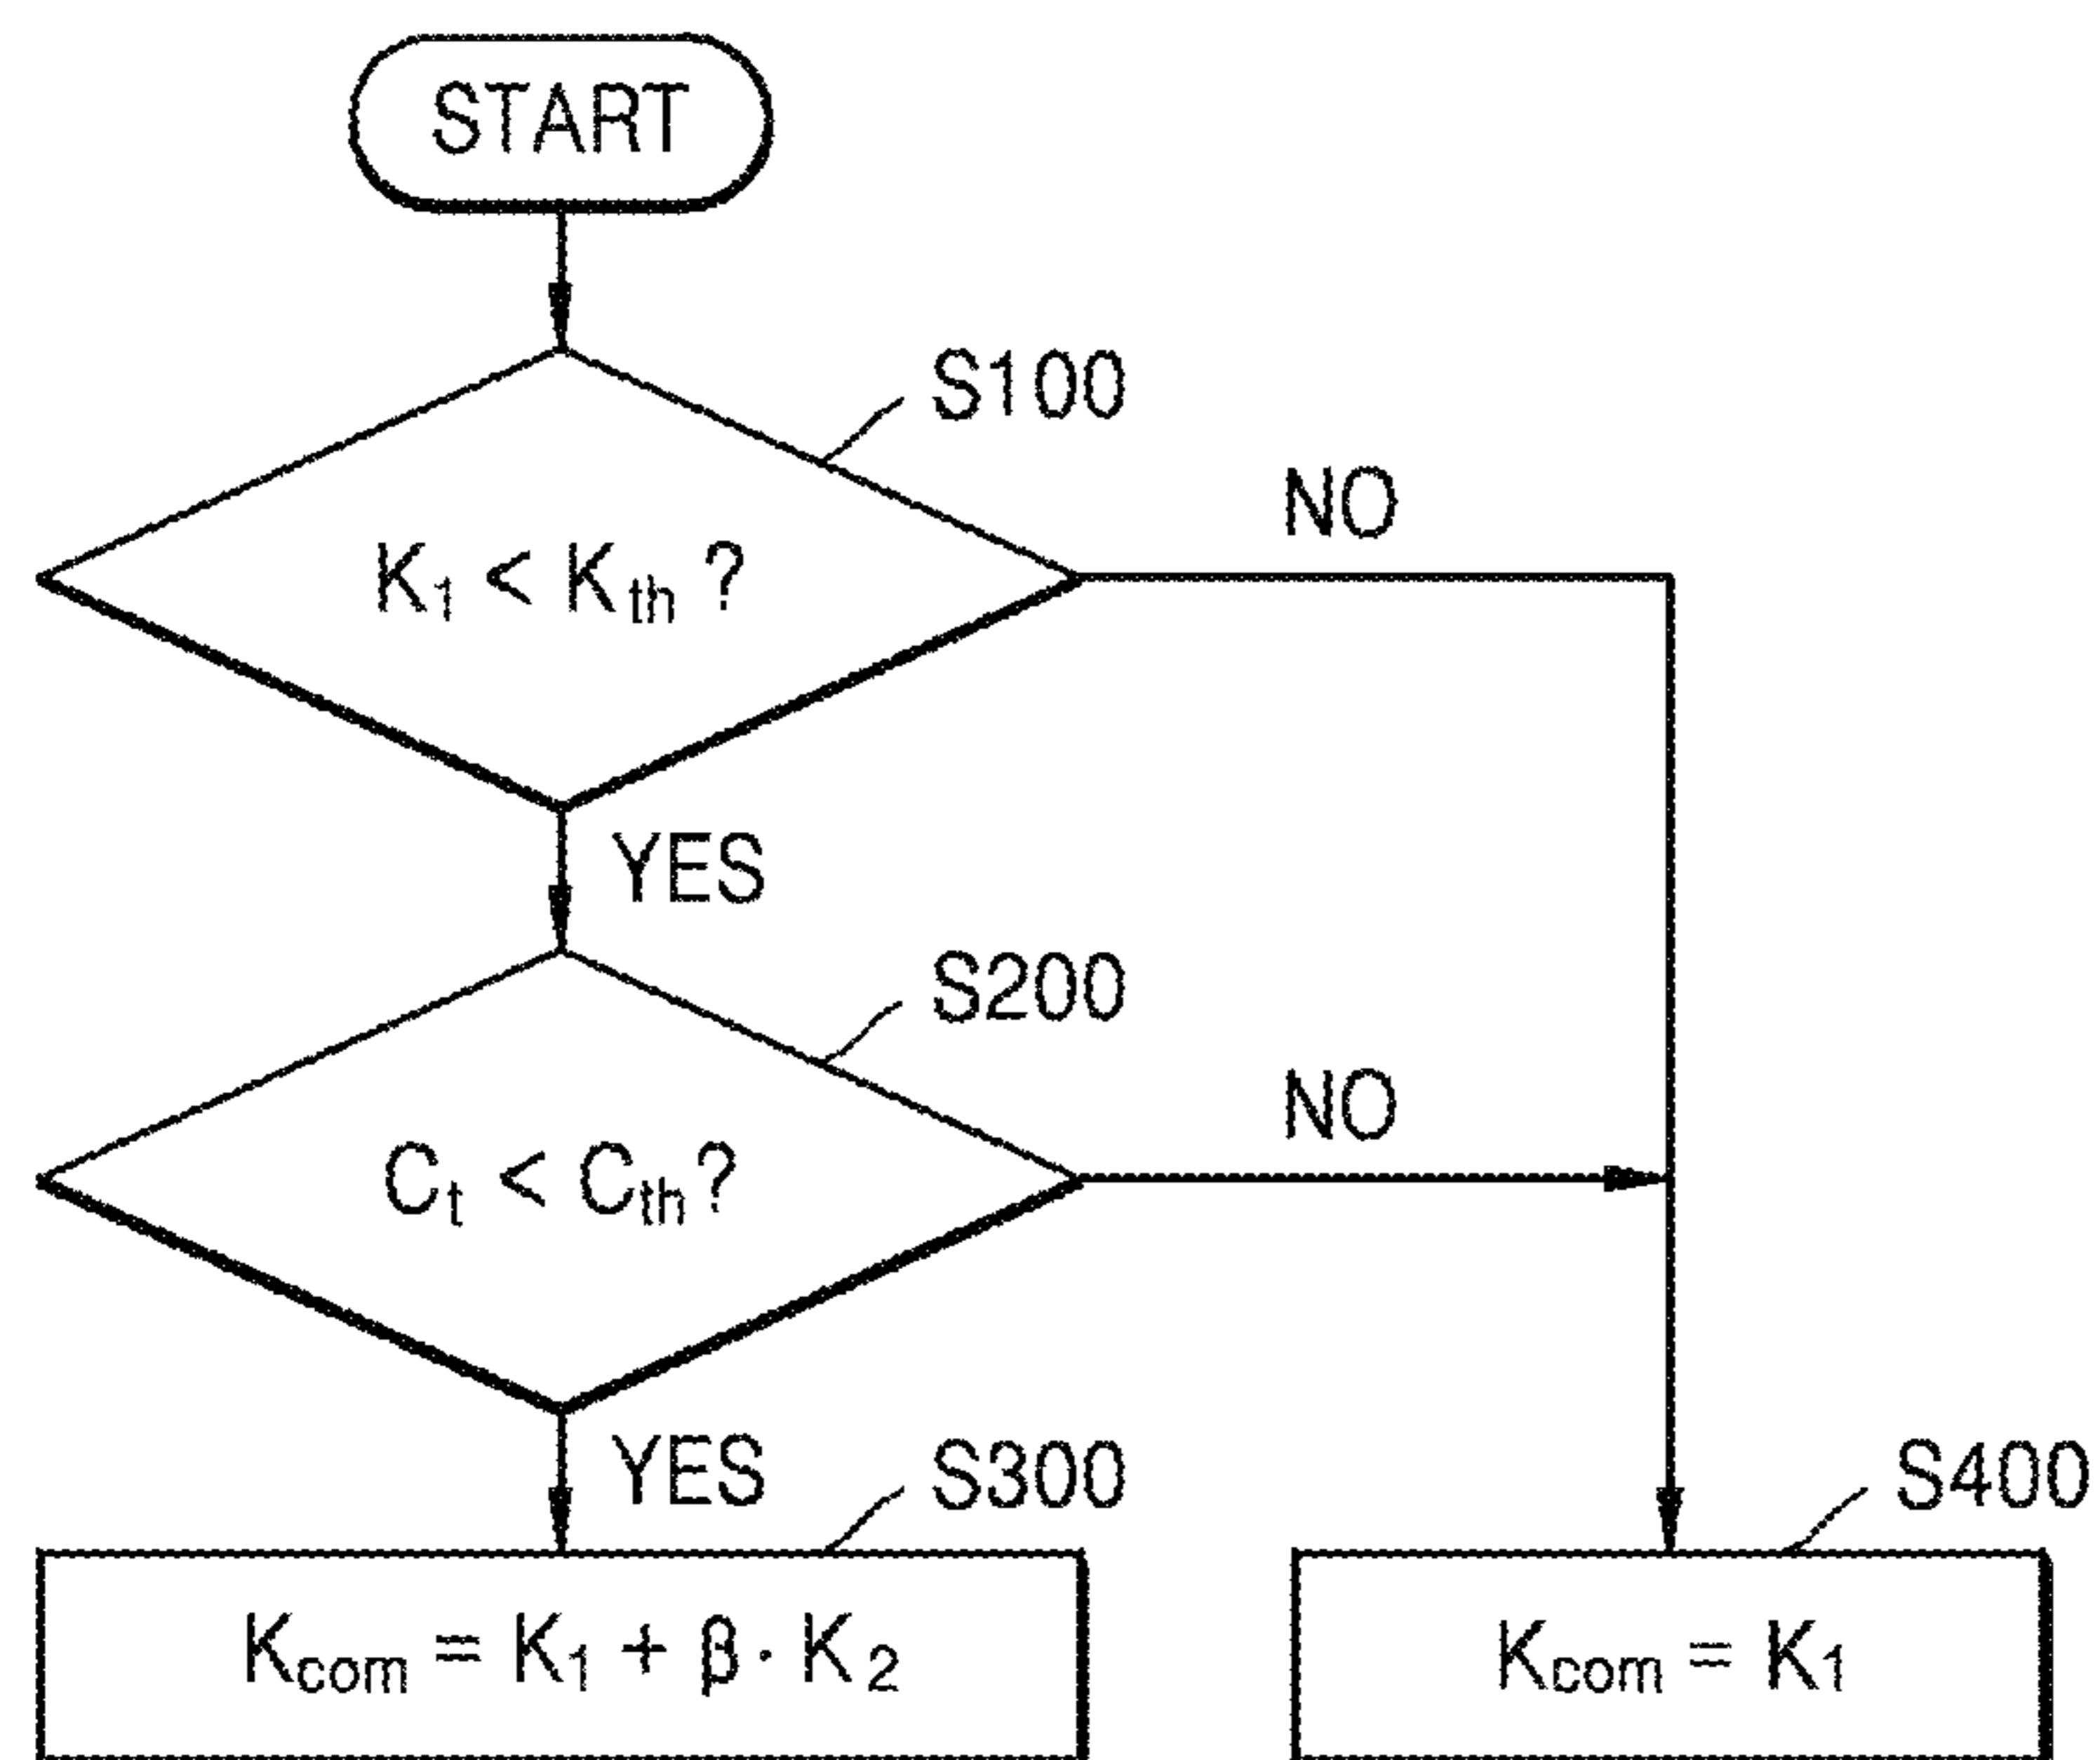 START
S100
K₁ < Kth ?
NO
YES
S200
Ct < Cth?
NO
YES
S300
S400
Kcom = K₁ + β · K₂
Kcom = K₁